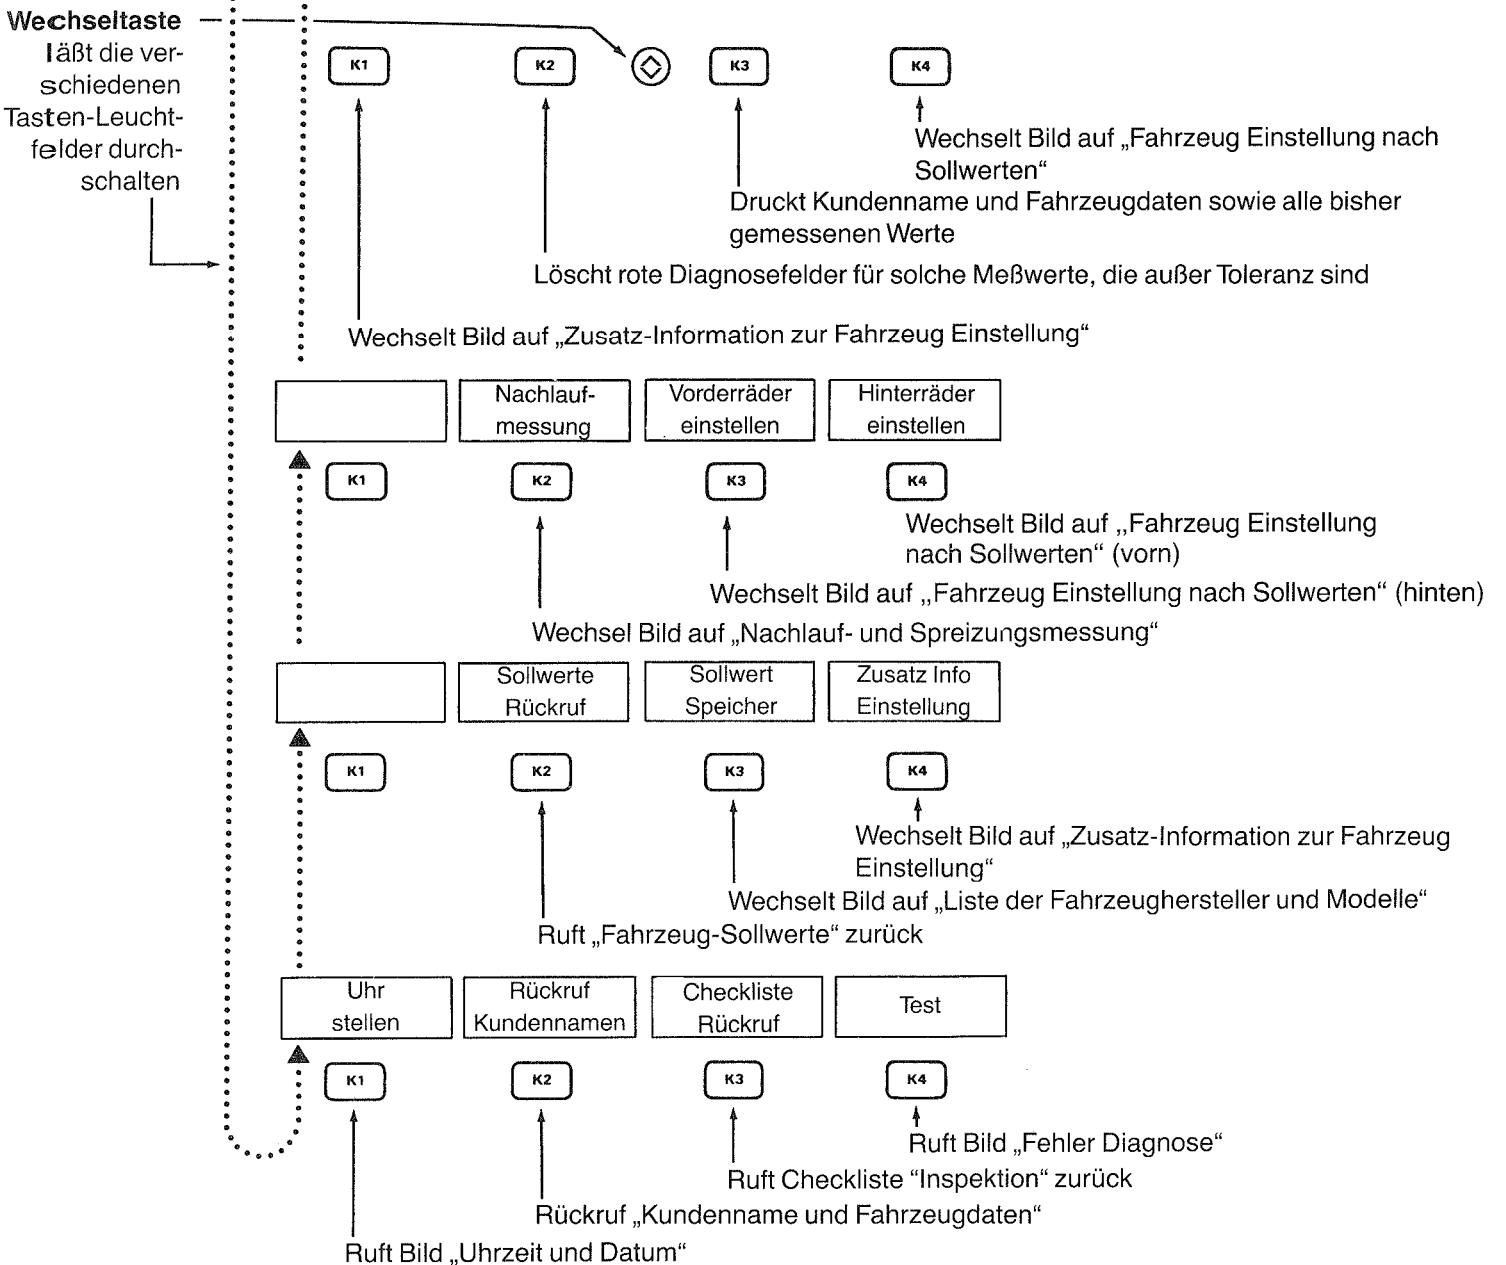 Wechseltaste
läßt die ver-
schiedenen
Tasten-Leucht-
felder durch-
schalten
K1
K2
K3
K4
Wechselt Bild auf „Fahrzeug Einstellung nach
Sollwerten“
Druckt Kundenname und Fahrzeugdaten sowie alle bisher
gemessenen Werte
Löscht rote Diagnosefelder für solche Meßwerte, die außer Toleranz sind
Wechselt Bild auf „Zusatz-Information zur Fahrzeug Einstellung“
Nachlauf-
messung
Vorderräder
einstellen
Hinterräder
einstellen
K1
K2
K3
K4
Wechselt Bild auf „Fahrzeug Einstellung
nach Sollwerten“ (vorn)
Wechselt Bild auf „Fahrzeug Einstellung nach Sollwerten“ (hinten)
Wechsel Bild auf „Nachlauf- und Spreizungsmessung“
Sollwerte
Rückruf
Sollwert
Speicher
Zusatz Info
Einstellung
K1
K2
K3
K4
Wechselt Bild auf „Zusatz-Information zur Fahrzeug
Einstellung“
Wechselt Bild auf „Liste der Fahrzeughersteller und Modelle“
Ruft „Fahrzeug-Sollwerte“ zurück
Uhr
stellen
Rückruf
Kundennamen
Checkliste
Rückruf
Test
K1
K2
K3
K4
Ruft Bild „Fehler Diagnose“
Ruft Checkliste “Inspektion“ zurück
Rückruf „Kundenname und Fahrzeugdaten“
Ruft Bild „Uhrzeit und Datum“